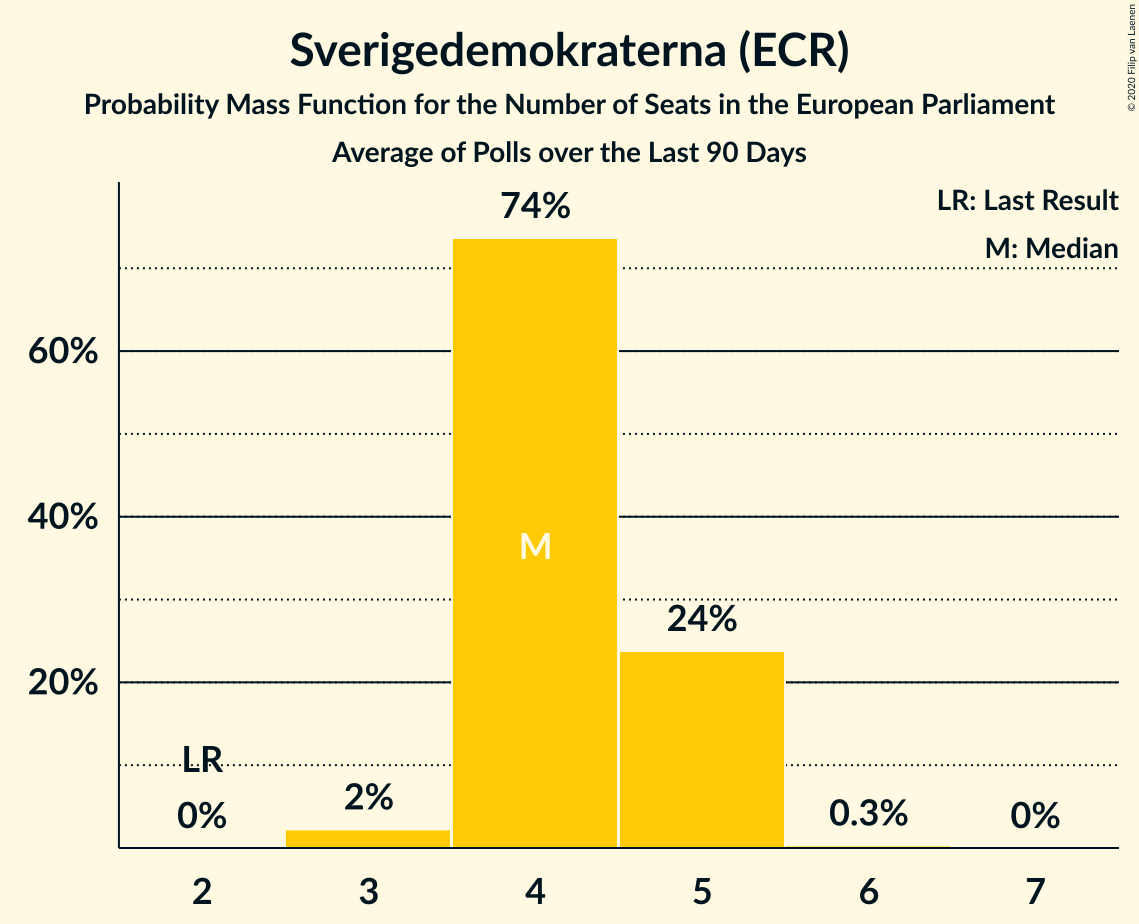 Sverigedemokraterna (ECR)
Probability Mass Function for the Number of Seats in the European Parliament
Average of Polls over the Last 90 Days
© 2020 Filip van Laenen
LR: Last Result
M: Median
74%
60%
40%
M
24%
20%
LR
0%
2%
0.3%
0%
2 3 4 5 6 7